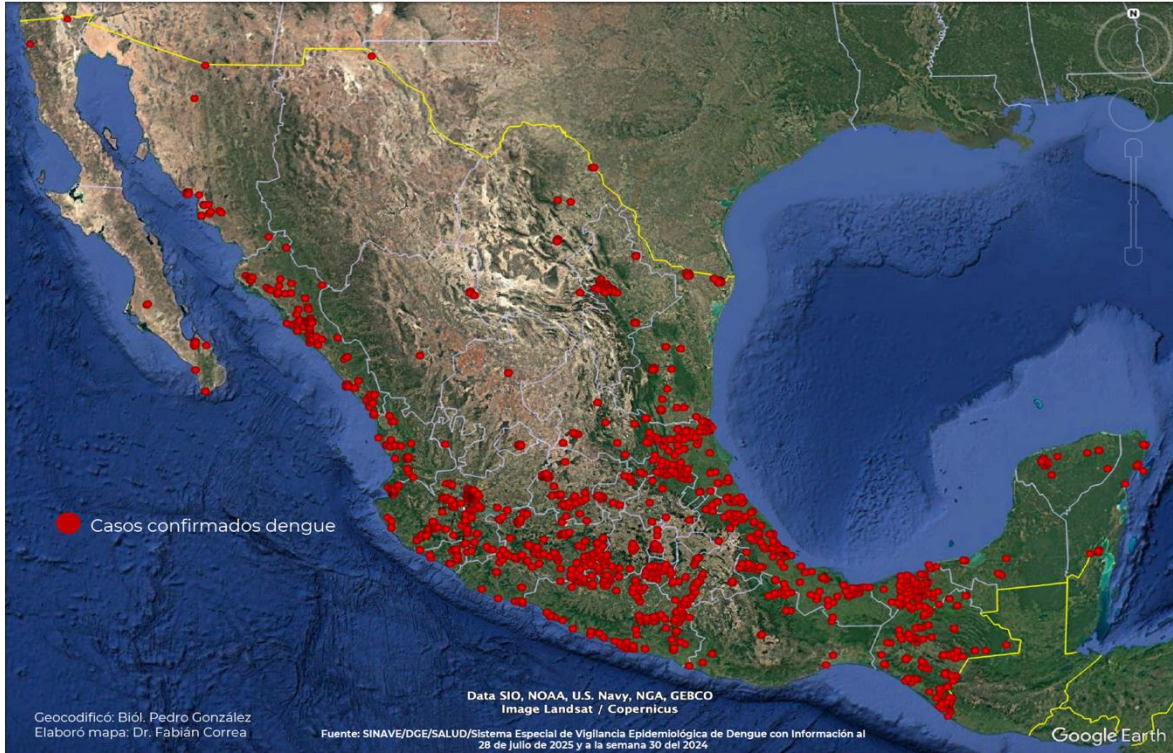 N
Casos confirmados dengue
Data SIO, NOAA, U.S. Navy, NGA, GEBCO
Image Landsat / Copernicus
Geocodificó: Biól. Pedro González
Elaboró mapa: Dr. Fabián Correa
Fuente: SINAVE/DGE/SALUD/Sistema Especial de Vigilancia Epidemiológica de Dengue con Información al
28 de julio de 2025 y a la semana 30 del 2024
Google Earth